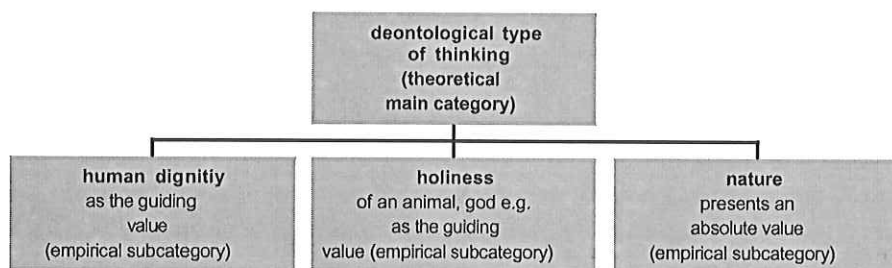 deontological type
of thinking
(theoretical
main category)
human dignitiy
as the guiding
value
(empirical subcategory)
holiness
of an animal, god e.g.
as the guiding
value (empirical subcategory)
nature
presents an
absolute value
(empirical subcategory)